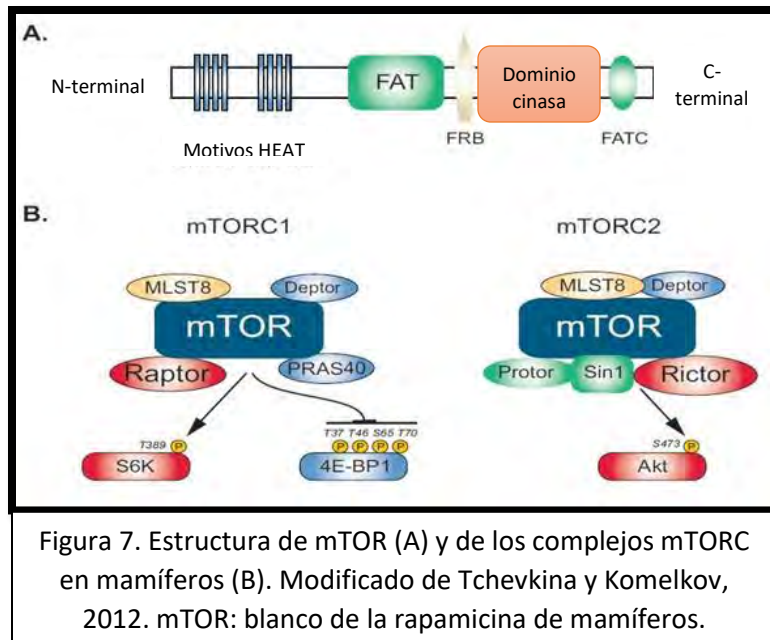 A.
N-terminal
FAT
Dominio
cinasa
C-
terminal
Motivos HEAT
FRB
FATC
B.
mTORC1
mTORC2
MLST8
Deptor
mTOR
Raptor
PRAS40
T389 P
S6K
T37 T46 S65 T70
P P P P
4E-BP1
MLST8
Deptor
mTOR
Protor
Sin1
Rictor
S473 P
Akt
Figura 7. Estructura de mTOR (A) y de los complejos mTORC
en mamíferos (B). Modificado de Tchevkina y Komelkov,
2012. mTOR: blanco de la rapamicina de mamíferos.